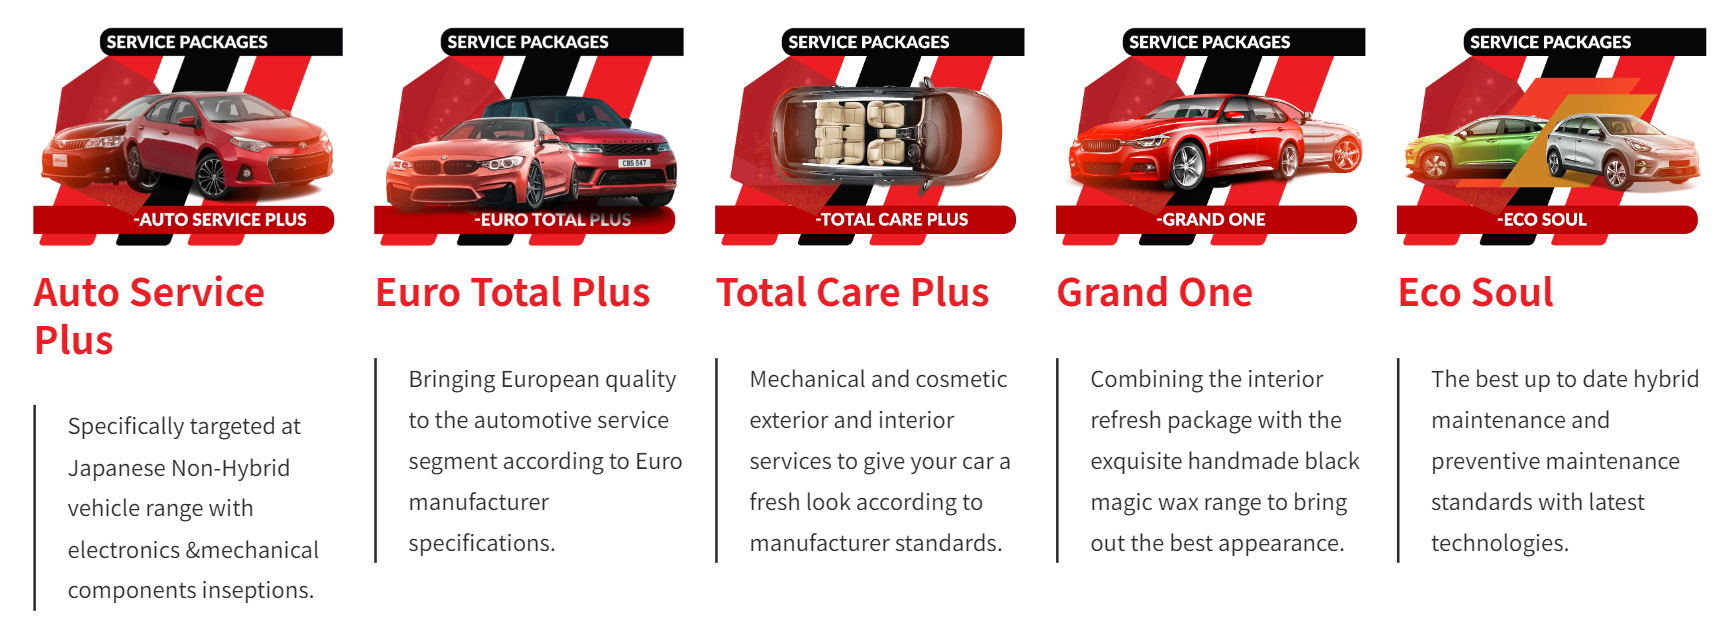 SERVICE PACKAGES
-AUTO SERVICE PLUS
Auto Service
Plus
Specifically targeted at
Japanese Non-Hybrid
vehicle range with
electronics &mechanical
components inseptions.
SERVICE PACKAGES
CBS 547
-EURO TOTAL PLUS
Euro Total Plus
Bringing European quality
to the automotive service
segment according to Euro
manufacturer
specifications.
SERVICE PACKAGES
-TOTAL CARE PLUS
Total Care Plus
Mechanical and cosmetic
exterior and interior
services to give your car a
fresh look according to
manufacturer standards.
SERVICE PACKAGES
-GRAND ONE
Grand One
Combining the interior
refresh package with the
exquisite handmade black
magic wax range to bring
out the best appearance.
SERVICE PACKAGES
-ECO SOUL
Eco Soul
The best up to date hybrid
maintenance and
preventive maintenance
standards with latest
technologies.